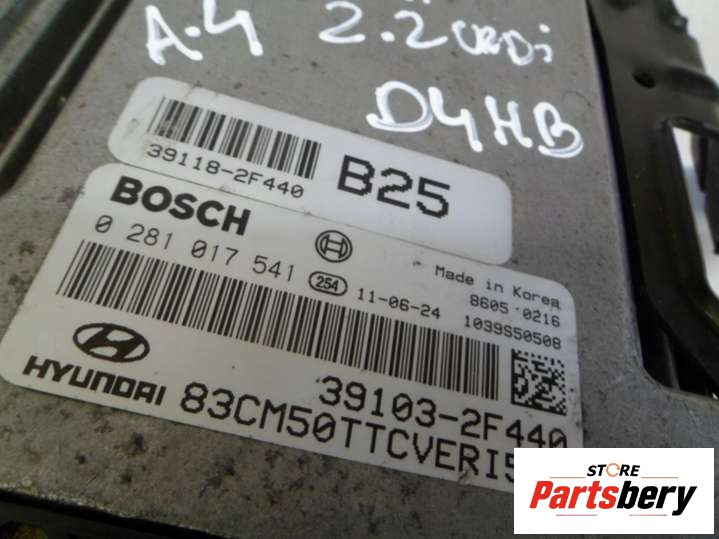 A-4 2.2CRDi
D4HB
39118-2F440
B25
BOSCH
0 281 017 541
254
11-06-24
Made in Korea
8605 0216
1039S50508
HYUNDAI
39103-2F440
83CM50TTCVERI5
STORE
Partsbery